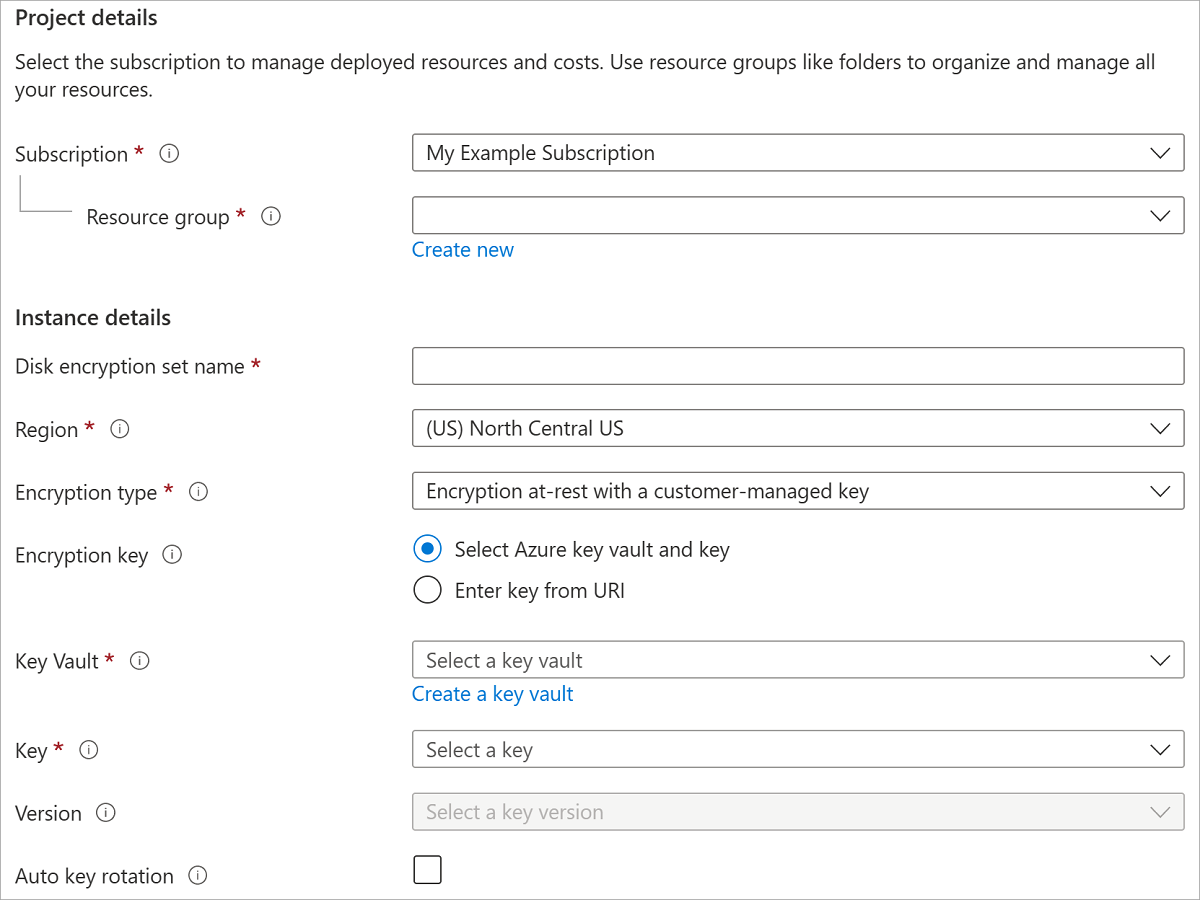 Project details
Select the subscription to manage deployed resources and costs. Use resource groups like folders to organize and manage all
your resources.
Subscription *
My Example Subscription
Resource group *
Create new
Instance details
Disk encryption set name *
Region *
(US) North Central US
Encryption type *
Encryption at-rest with a customer-managed key
Encryption key
Select Azure key vault and key
Enter key from URI
Key Vault *
Select a key vault
Create a key vault
Key *
Select a key
Version
Select a key version
Auto key rotation